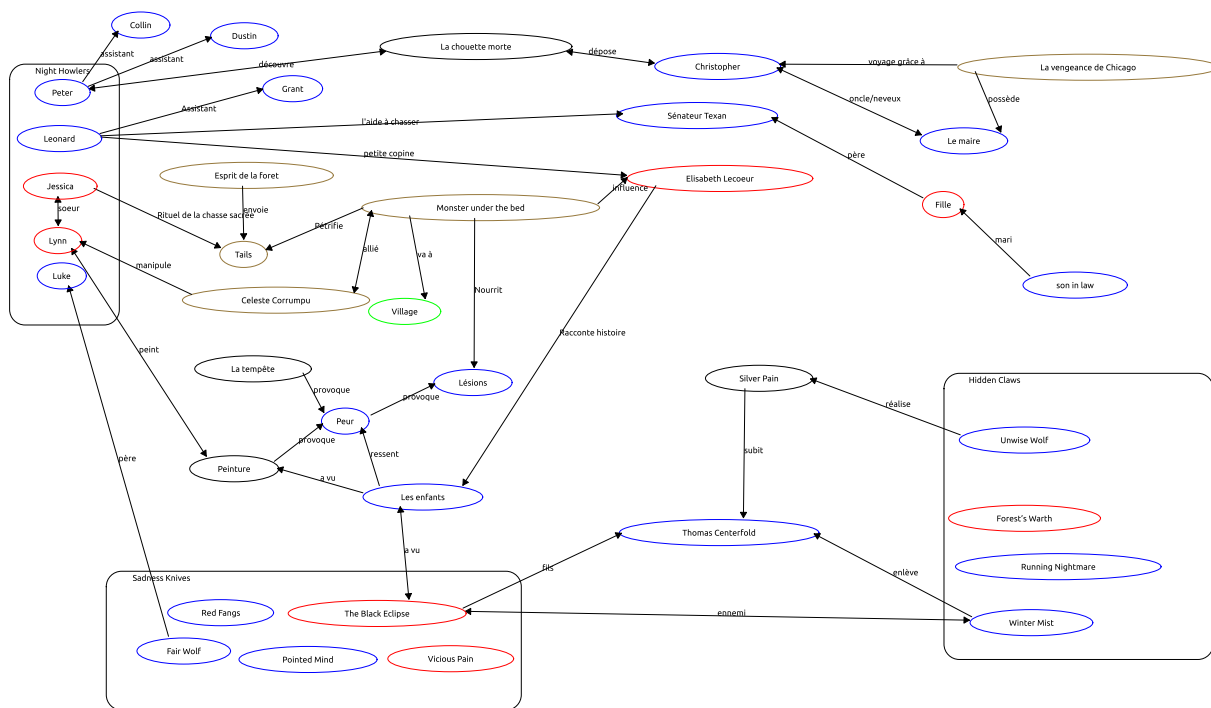 Collin
Dustin
La chouette morte
assistant
assistant
dépose
découvre
Christopher
voyage grâce à
La vengeance de Chicago
Night Howlers
Peter
Grant
oncle/neveux
possède
Assistant
Leonard
l'aide à chasser
Sénateur Texan
Le maire
petite copine
père
Esprit de la foret
Elisabeth Lecoeur
Jessica
influence
soeur
Rituel de la chasse sacrée
envoie
Monster under the bed
Fille
Pétrifie
Lynn
mari
Tails
allié
va à
manipule
Luke
Celeste Corrumpu
Nourrit
son in law
Village
Racconte histoire
peint
La tempête
Lésions
Silver Pain
Hidden Claws
provoque
provoque
réalise
Peur
provoque
Unwise Wolf
père
ressent
subit
Peinture
a vu
Les enfants
Forest's Warth
Thomas Centerfold
a vu
fils
enlève
Running Nightmare
Sadness Knives
Red Fangs
The Black Eclipse
ennemi
Winter Mist
Fair Wolf
Pointed Mind
Vicious Pain